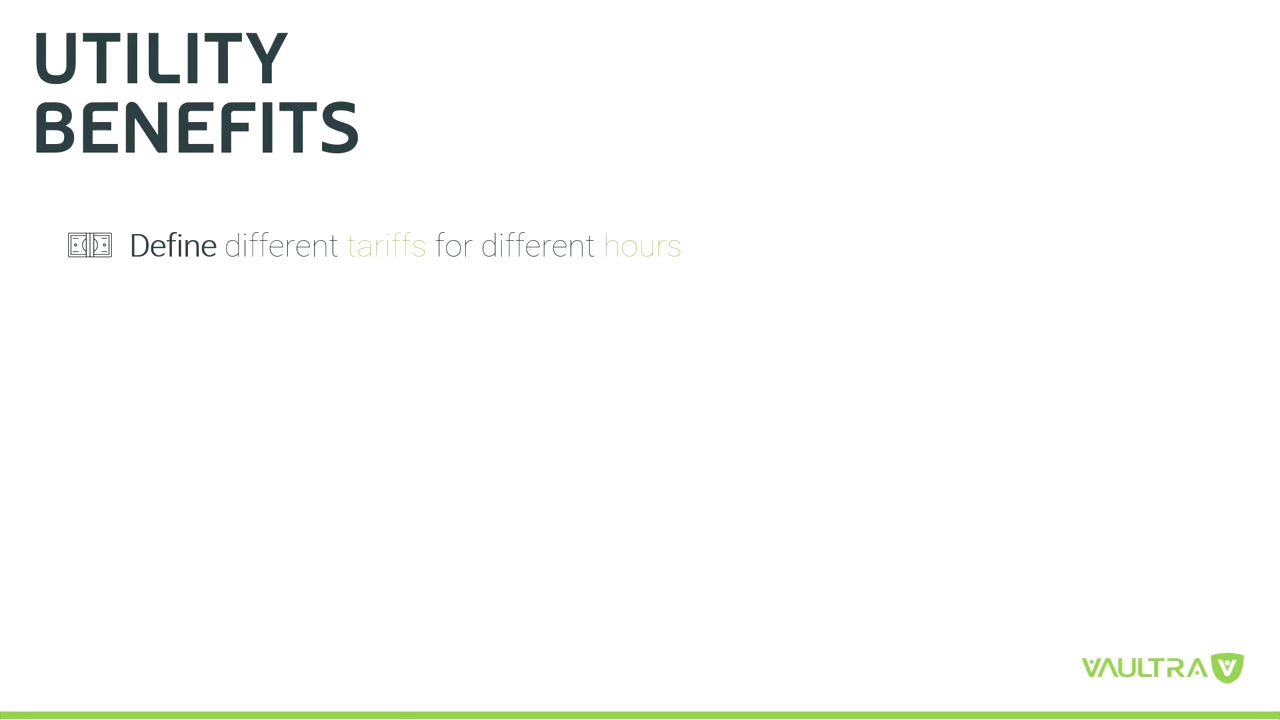 UTILITY
BENEFITS
Define different tariffs for different hours
VAULTRA